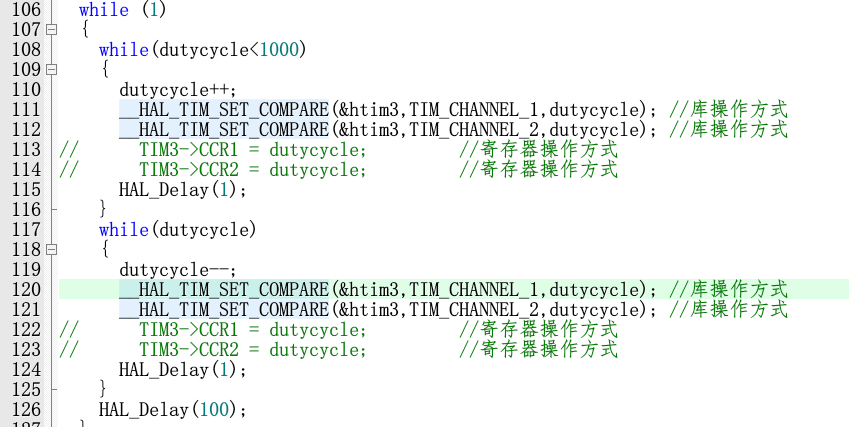 106 while (1)
107 {
108 while(dutycycle<1000)
109 {
110 dutycycle++;
111 __HAL_TIM_SET_COMPARE(&htim3,TIM_CHANNEL_1,dutycycle); //库操作方式
112 __HAL_TIM_SET_COMPARE(&htim3,TIM_CHANNEL_2,dutycycle); //库操作方式
113 // TIM3->CCR1 = dutycycle; //寄存器操作方式
114 // TIM3->CCR2 = dutycycle; //寄存器操作方式
115 HAL_Delay(1);
116 }
117 while(dutycycle)
118 {
119 dutycycle--;
120 __HAL_TIM_SET_COMPARE(&htim3,TIM_CHANNEL_1,dutycycle); //库操作方式
121 __HAL_TIM_SET_COMPARE(&htim3,TIM_CHANNEL_2,dutycycle); //库操作方式
122 // TIM3->CCR1 = dutycycle; //寄存器操作方式
123 // TIM3->CCR2 = dutycycle; //寄存器操作方式
124 HAL_Delay(1);
125 }
126 HAL_Delay(100);